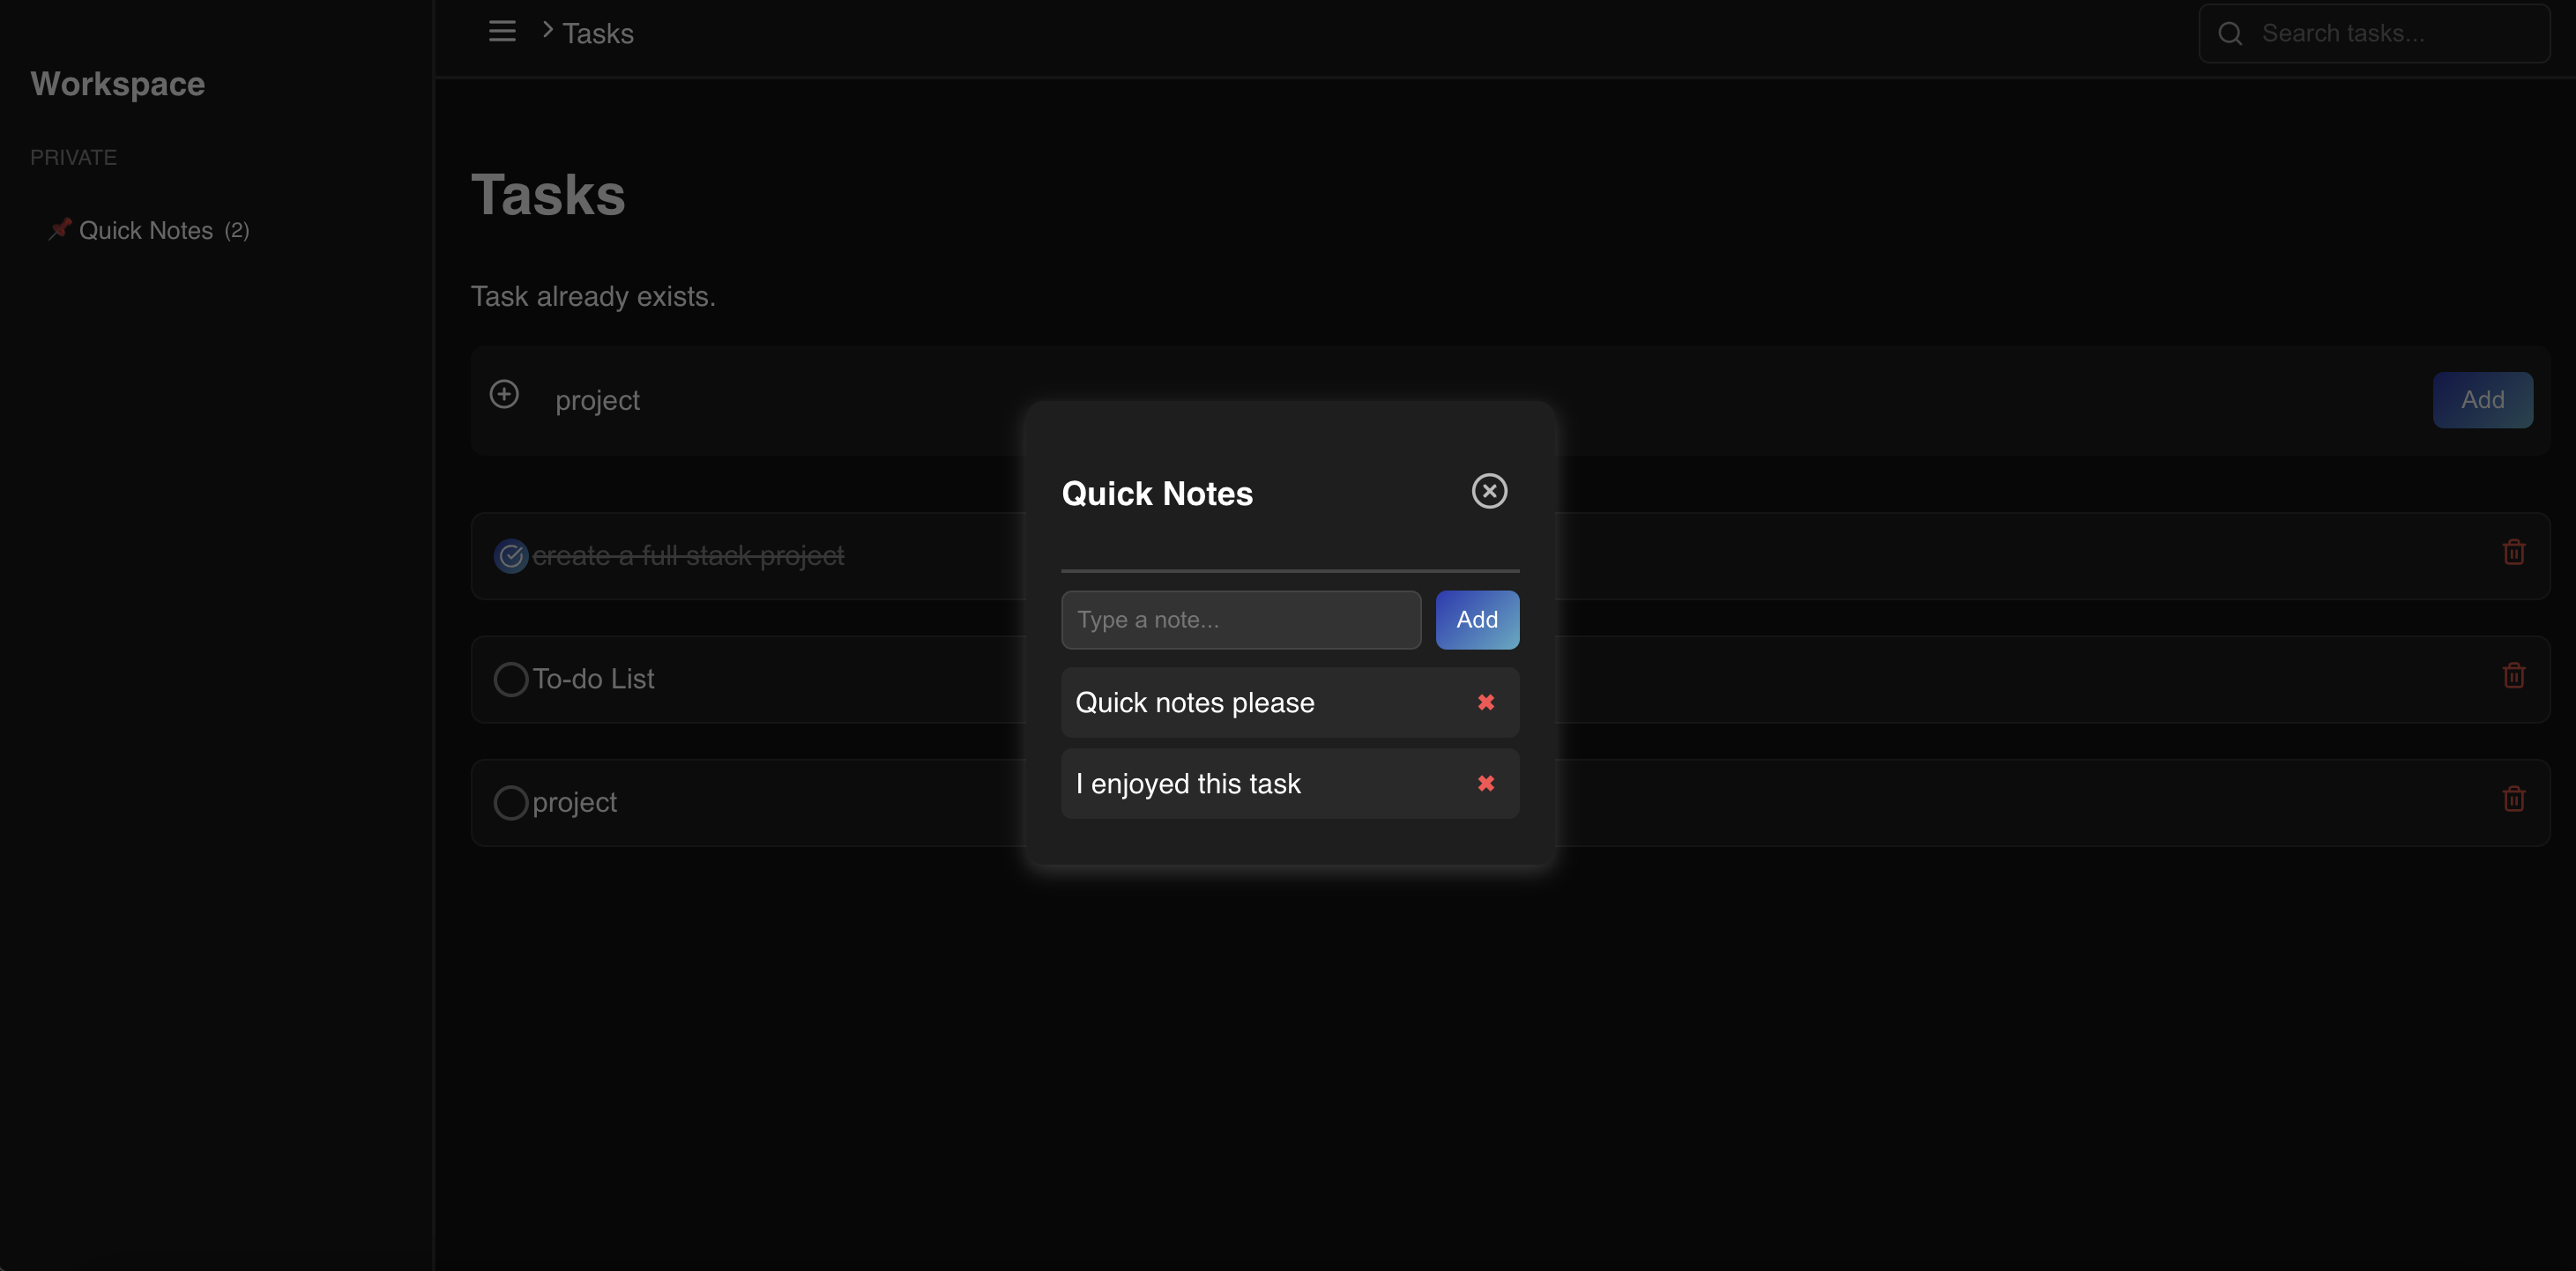 Workspace
PRIVATE
📌 Quick Notes (2)
> Tasks
Search tasks...
Tasks
Task already exists.
project
Add
create a full stack project
To-do List
project
Quick Notes
Type a note...
Add
Quick notes please
I enjoyed this task